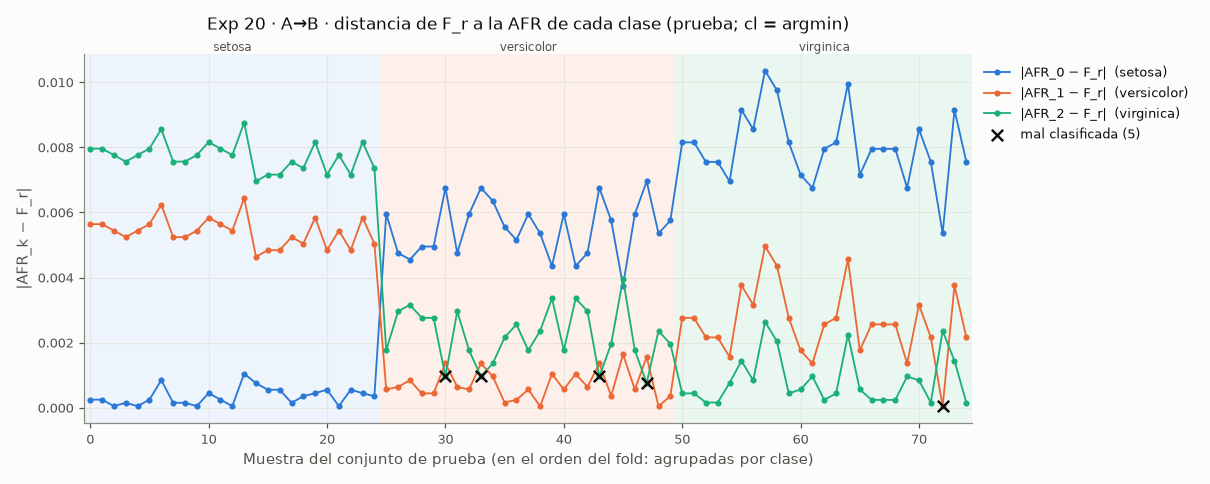 Exp 20 · A→B · distancia de F_r a la AFR de cada clase (prueba; cl = argmin)
setosa
versicolor
virginica
0.010
0.008
0.006
0.004
0.002
0.000
|AFR_k − F_r|
0
10
20
30
40
50
60
70
Muestra del conjunto de prueba (en el orden del fold: agrupadas por clase)
|AFR_0 − F_r| (setosa)
|AFR_1 − F_r| (versicolor)
|AFR_2 − F_r| (virginica)
mal clasificada (5)